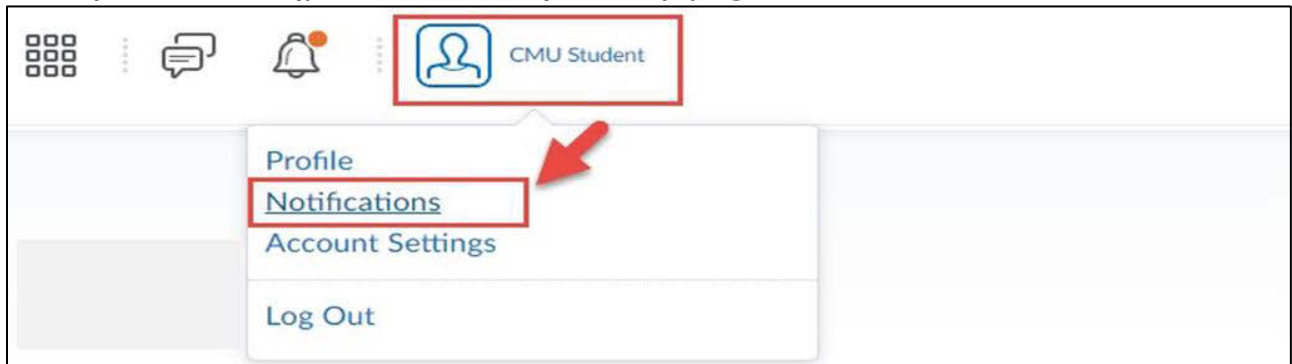 CMU Student
Profile
Notifications
Account Settings
Log Out